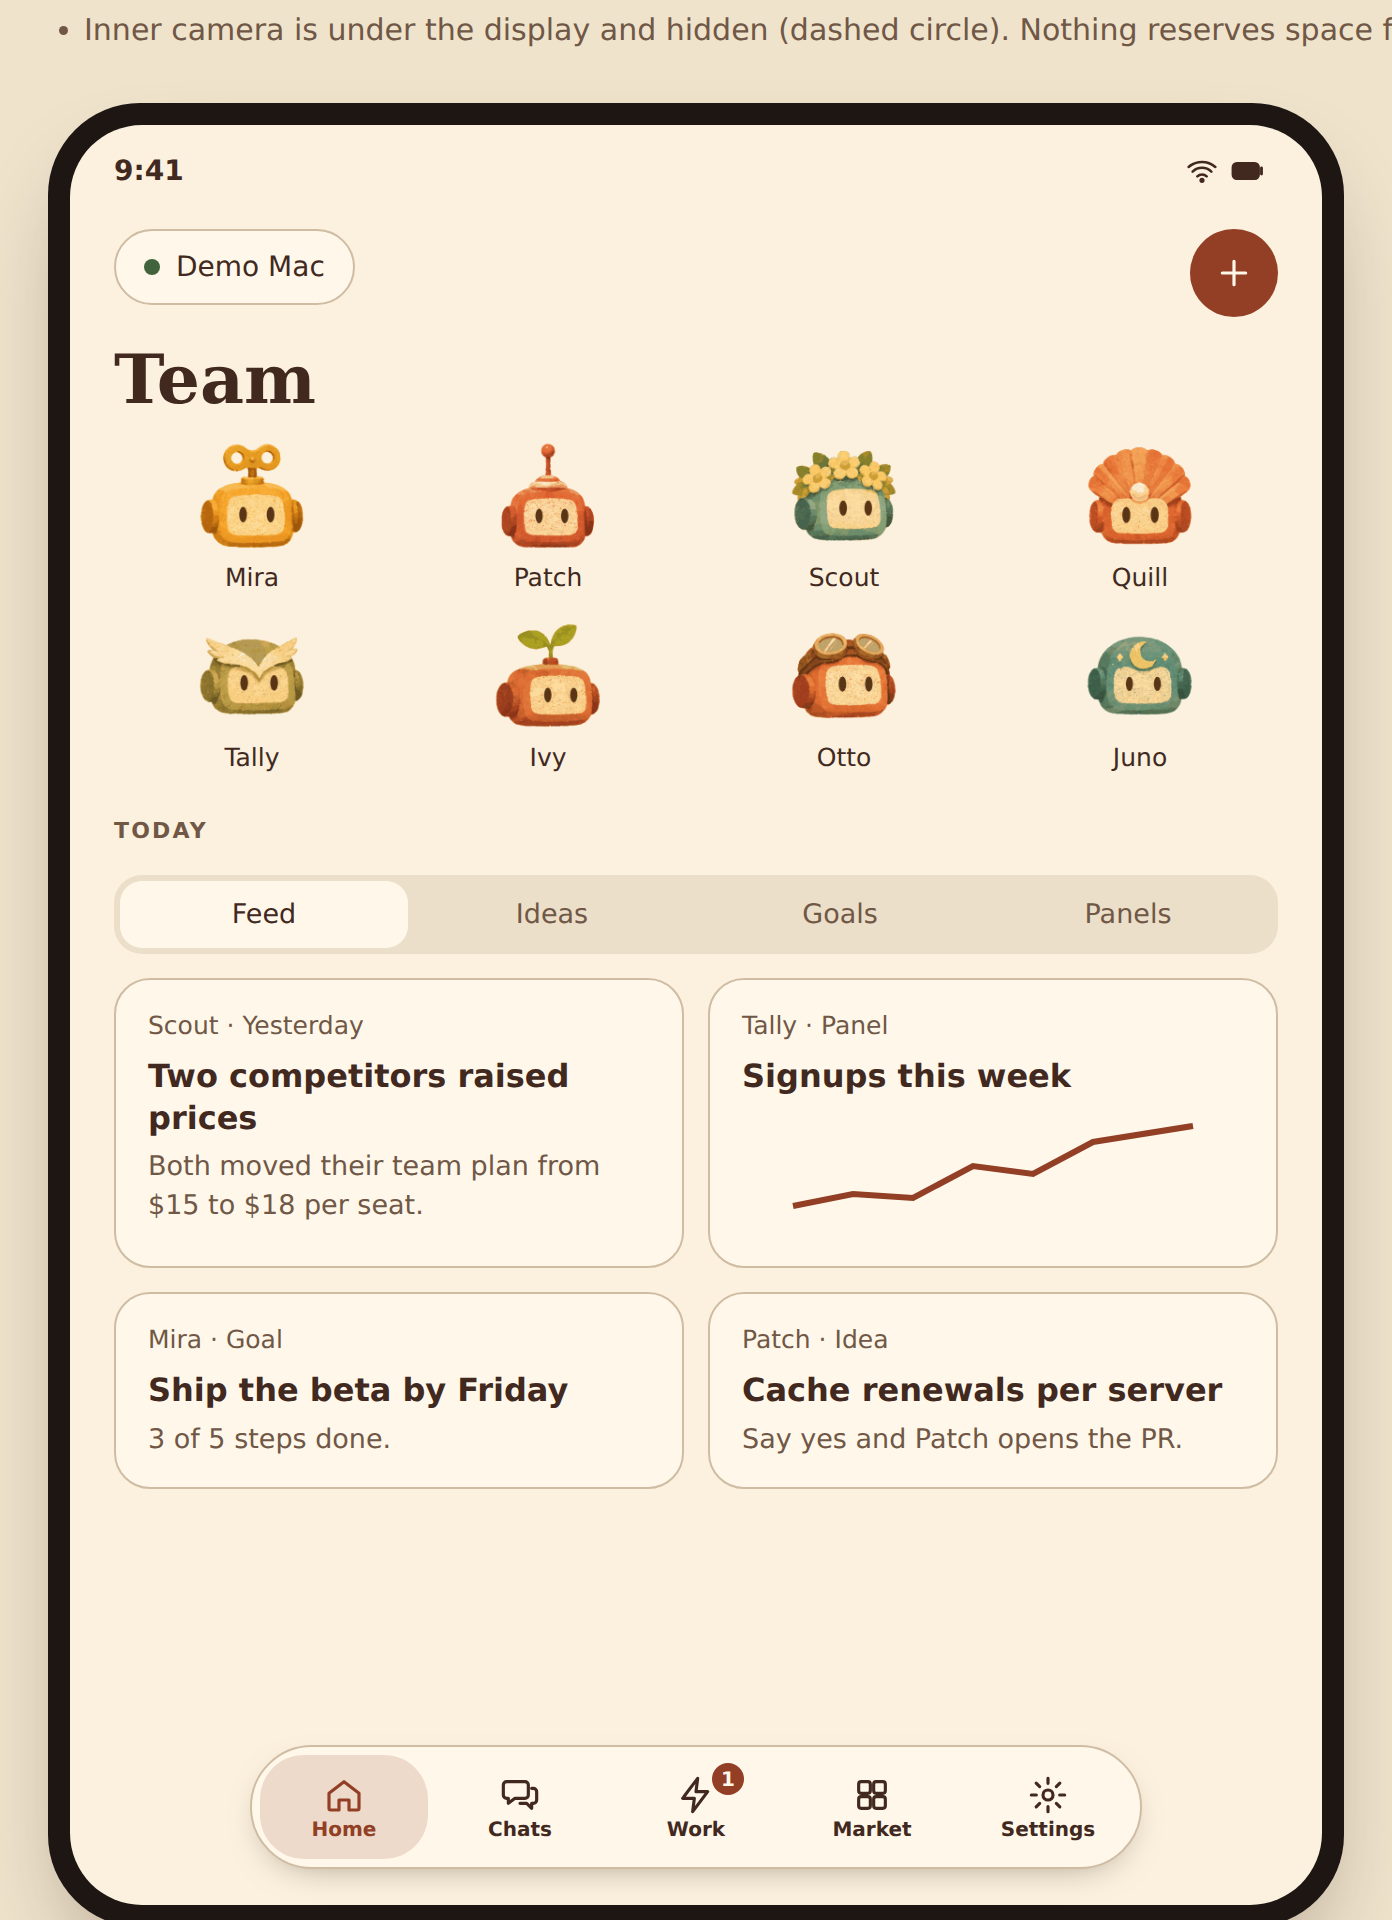 • Inner camera is under the display and hidden (dashed circle). Nothing reserves space
9:41
Demo Mac
Team
Mira
Patch
Scout
Quill
Tally
Ivy
Otto
Juno
TODAY
Feed
Ideas
Goals
Panels
Scout · Yesterday
Two competitors raised
prices
Both moved their team plan from
$15 to $18 per seat.
Tally · Panel
Signups this week
Mira · Goal
Ship the beta by Friday
3 of 5 steps done.
Patch · Idea
Cache renewals per server
Say yes and Patch opens the PR.
Home
Chats
1
Work
Market
Settings